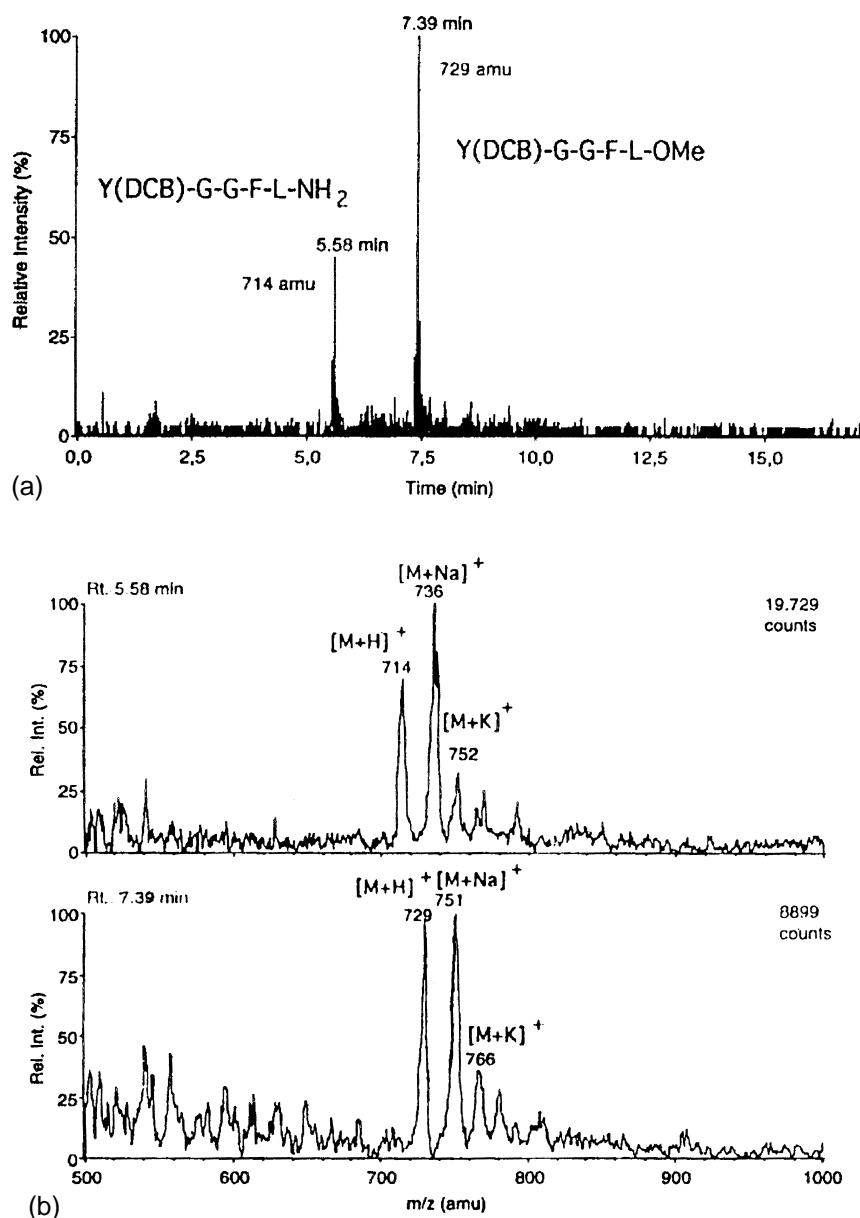 7.39 min
100
729 amu
75
Y(DCB)-G-G-F-L-OMe
Y(DCB)-G-G-F-L-NH2
Relative Intensity (%)
50
5.58 min
714 amu
25
0
0,0
2,5
5,0
7,5
10,0
12,5
15,0
Time (min)
(a)
Rt. 5.58 min
[M+Na]+
736
19.729
counts
100
[M+H]+
714
75
[M+K]+
752
Rel. Int. (%)
50
25
0
Rt. 7.39 min
[M+H]+
[M+Na]+
729
751
8899
counts
100
75
[M+K]+
766
Rel. Int. (%)
50
25
0
500
600
700
800
900
1000
m/z (amu)
(b)